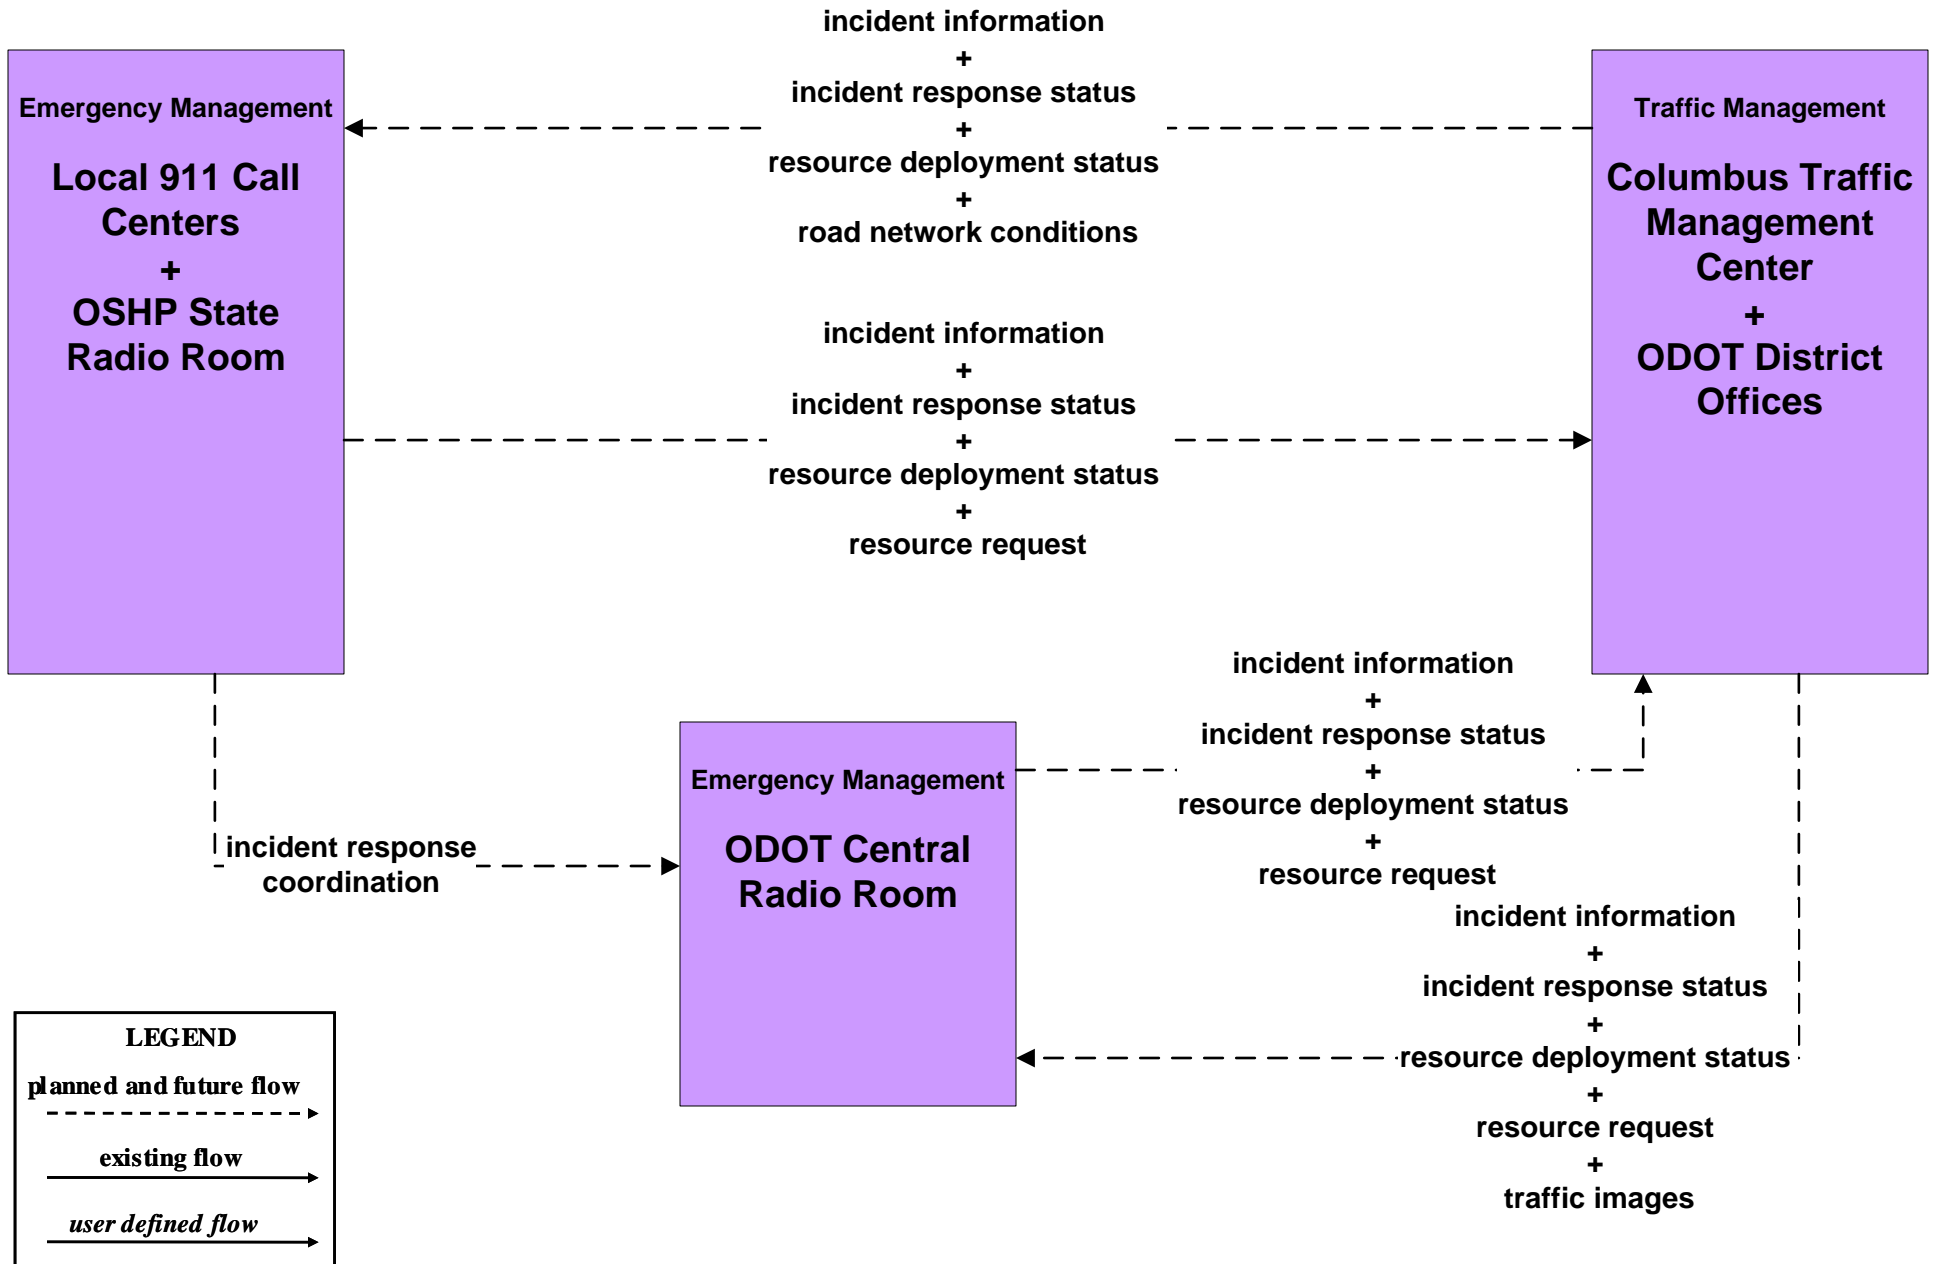 incident information
+
incident response status
+
resource deployment status
+
road network conditions
Emergency Management
Local 911 Call
Centers
+
OSHP State
Radio Room
Traffic Management
Columbus Traffic
Management
Center
+
ODOT District
Offices
incident information
+
incident response status
+
resource deployment status
+
resource request
incident information
+
incident response status
+
resource deployment status
+
resource request
Emergency Management
ODOT Central
Radio Room
incident response
coordination
incident information
+
incident response status
+
resource deployment status
+
resource request
+
traffic images
LEGEND
planned and future flow
existing flow
user defined flow